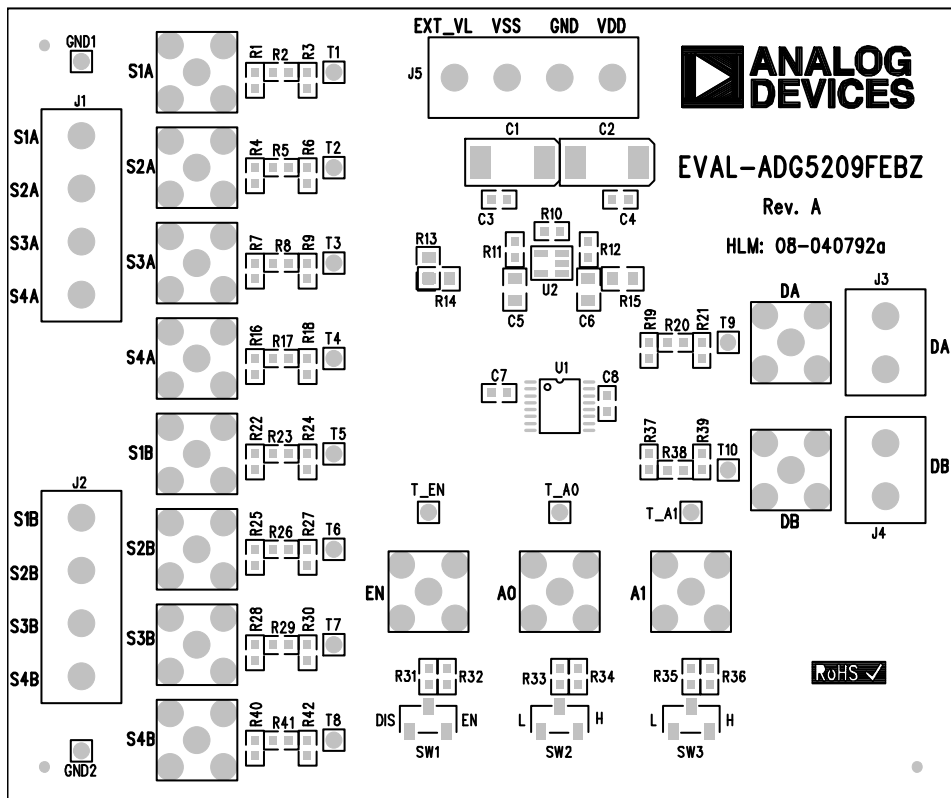 EXT_VL VSS GND VDD
J5
ANALOG
DEVICES
EVAL-ADG5209FEBZ
Rev. A
HLM: 08-040792a
GND1
J1
S1A
S2A
S3A
S4A
S1A
R1 R2 R3 T1
S2A
R4 R5 R6 T2
S3A
R7 R8 R9 T3
S4A
R16 R17 R18 T4
S1B
R22 R23 R24 T5
J2
S1B
S2B
S3B
S4B
S2B
R25 R26 R27 T6
S3B
R28 R29 R30 T7
S4B
R40 R41 R42 T8
GND2
C1 C2
C3 C4
R10
R11 R12
R13
R14
U2
R15
C5 C6
U1
C7 C8
R19 R20 R21 T9
DA
J3
DA
R37 R38 R39 T10
DB
DB
J4
T_EN T_A0 T_A1
EN A0 A1
R31 R32 R33 R34 R35 R36
DIS EN L H L H
SW1 SW2 SW3
RoHS ✓